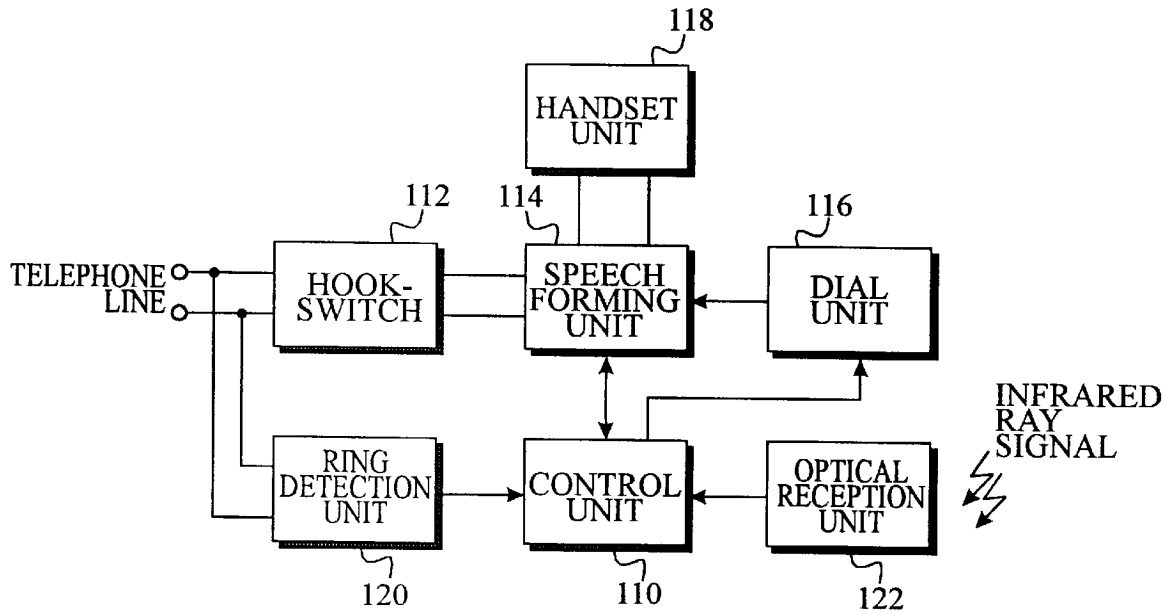 118
HANDSET
UNIT
112
114
116
TELEPHONE
LINE
HOOK-
SWITCH
SPEECH
FORMING
UNIT
DIAL
UNIT
INFRARED
RAY
SIGNAL
RING
DETECTION
UNIT
CONTROL
UNIT
OPTICAL
RECEPTION
UNIT
120
110
122